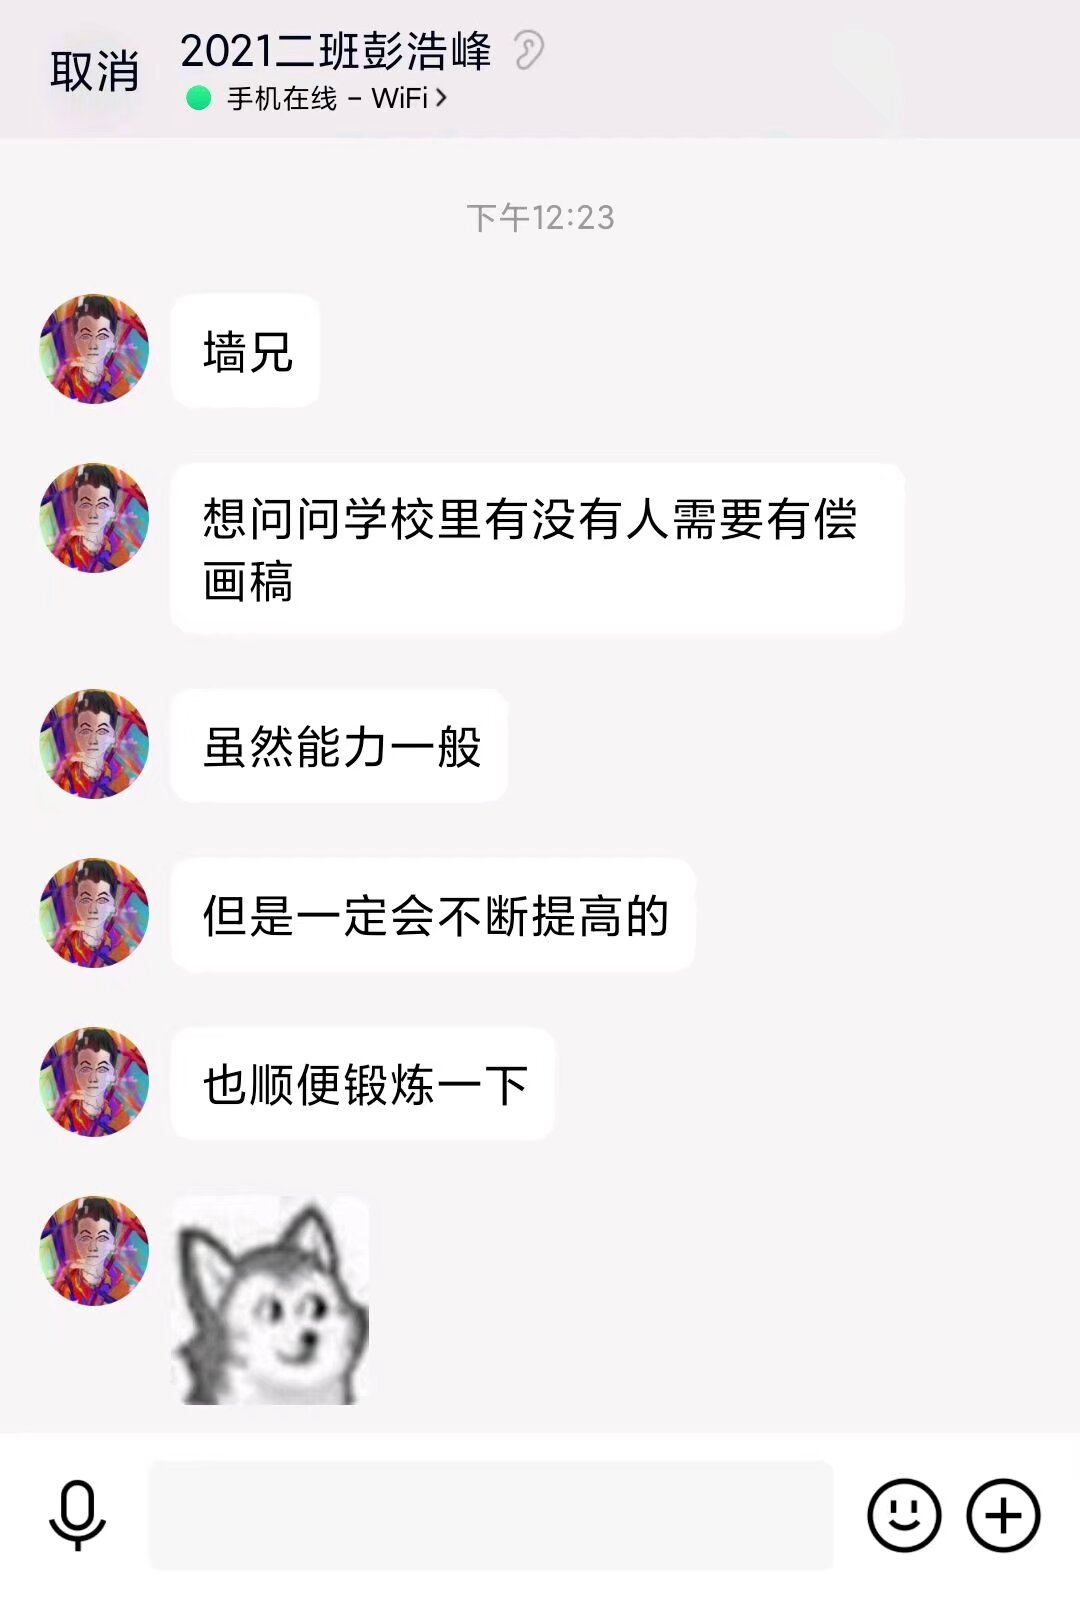 取消
2021二班彭浩峰
手机在线 – WiFi
下午12:23
墙兄
想问问学校里有没有人需要有偿
画稿
虽然能力一般
但是一定会不断提高的
也顺便锻炼一下